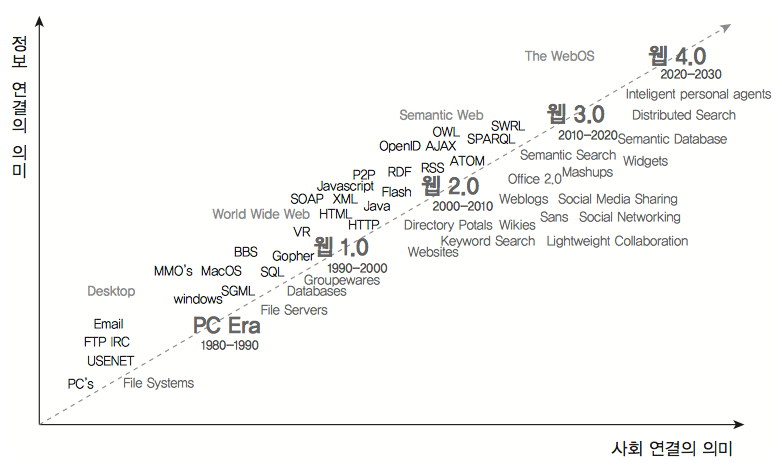 정보 연결의 의미
The WebOS
웹 4.0
2020-2030
Inteligent personal agents
웹 3.0
2010-2020
Distributed Search
Semantic Web
SWRL
OWL
SPARQL
Semantic Database
OpenID AJAX
Semantic Search
Widgets
ATOM
P2P
RDF
RSS
Mashups
Office 2,0
Javascript
Flash
웹 2.0
2000-2010
SOAP
XML
Java
Weblogs
Social Media Sharing
World Wide Web
HTML
HTTP
Sans
Social Networking
Directory Potals
Wikies
VR
Keyword Search
Lightweight Collaboration
웹 1.0
1990-2000
Websites
BBS
Gopher
MMO's
MacOS
SQL
Groupewares
Desktop
SGML
Databases
windows
File Servers
Email
PC Era
1980-1990
FTP IRC
USENET
PC's
File Systems
사회 연결의 의미